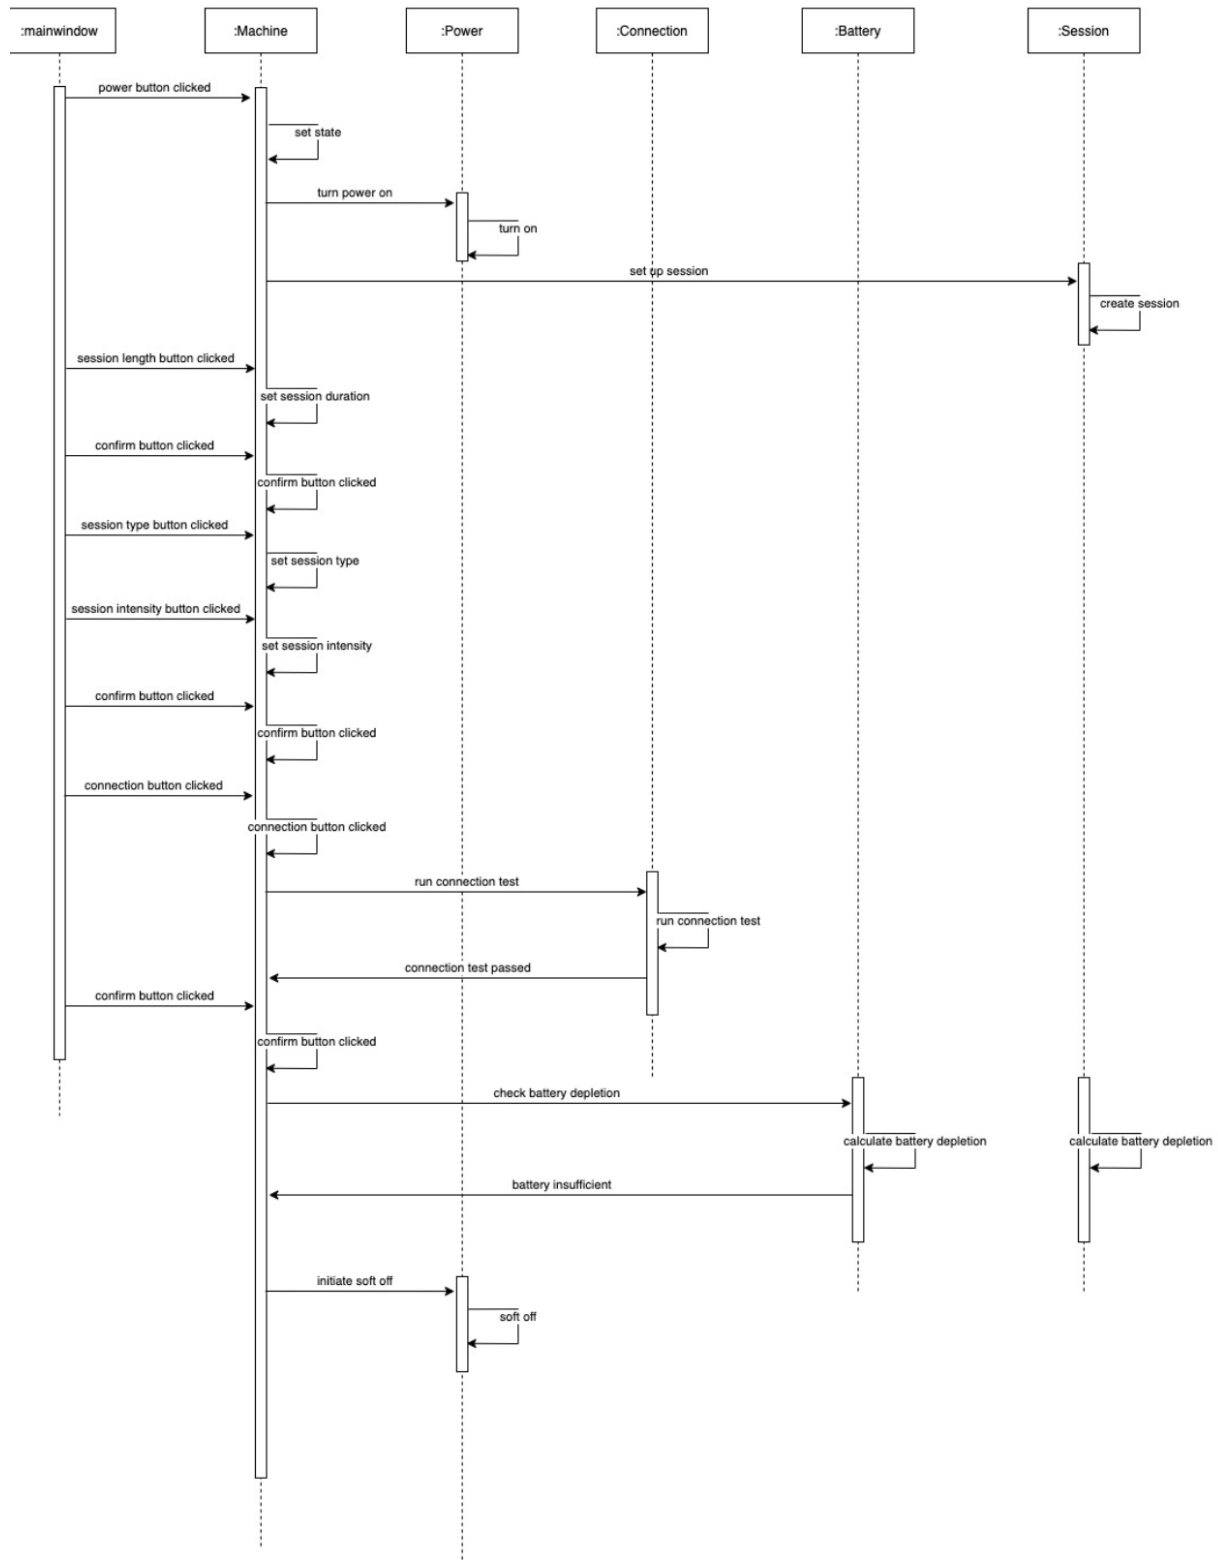 :mainwindow
:Machine
:Power
:Connection
:Battery
:Session
power button clicked
set state
turn power on
turn on
set up session
create session
session length button clicked
set session duration
confirm button clicked
confirm button clicked
session type button clicked
set session type
session intensity button clicked
set session intensity
confirm button clicked
confirm button clicked
connection button clicked
connection button clicked
run connection test
run connection test
connection test passed
confirm button clicked
confirm button clicked
check battery depletion
calculate battery depletion
calculate battery depletion
battery insufficient
initiate soft off
soft off